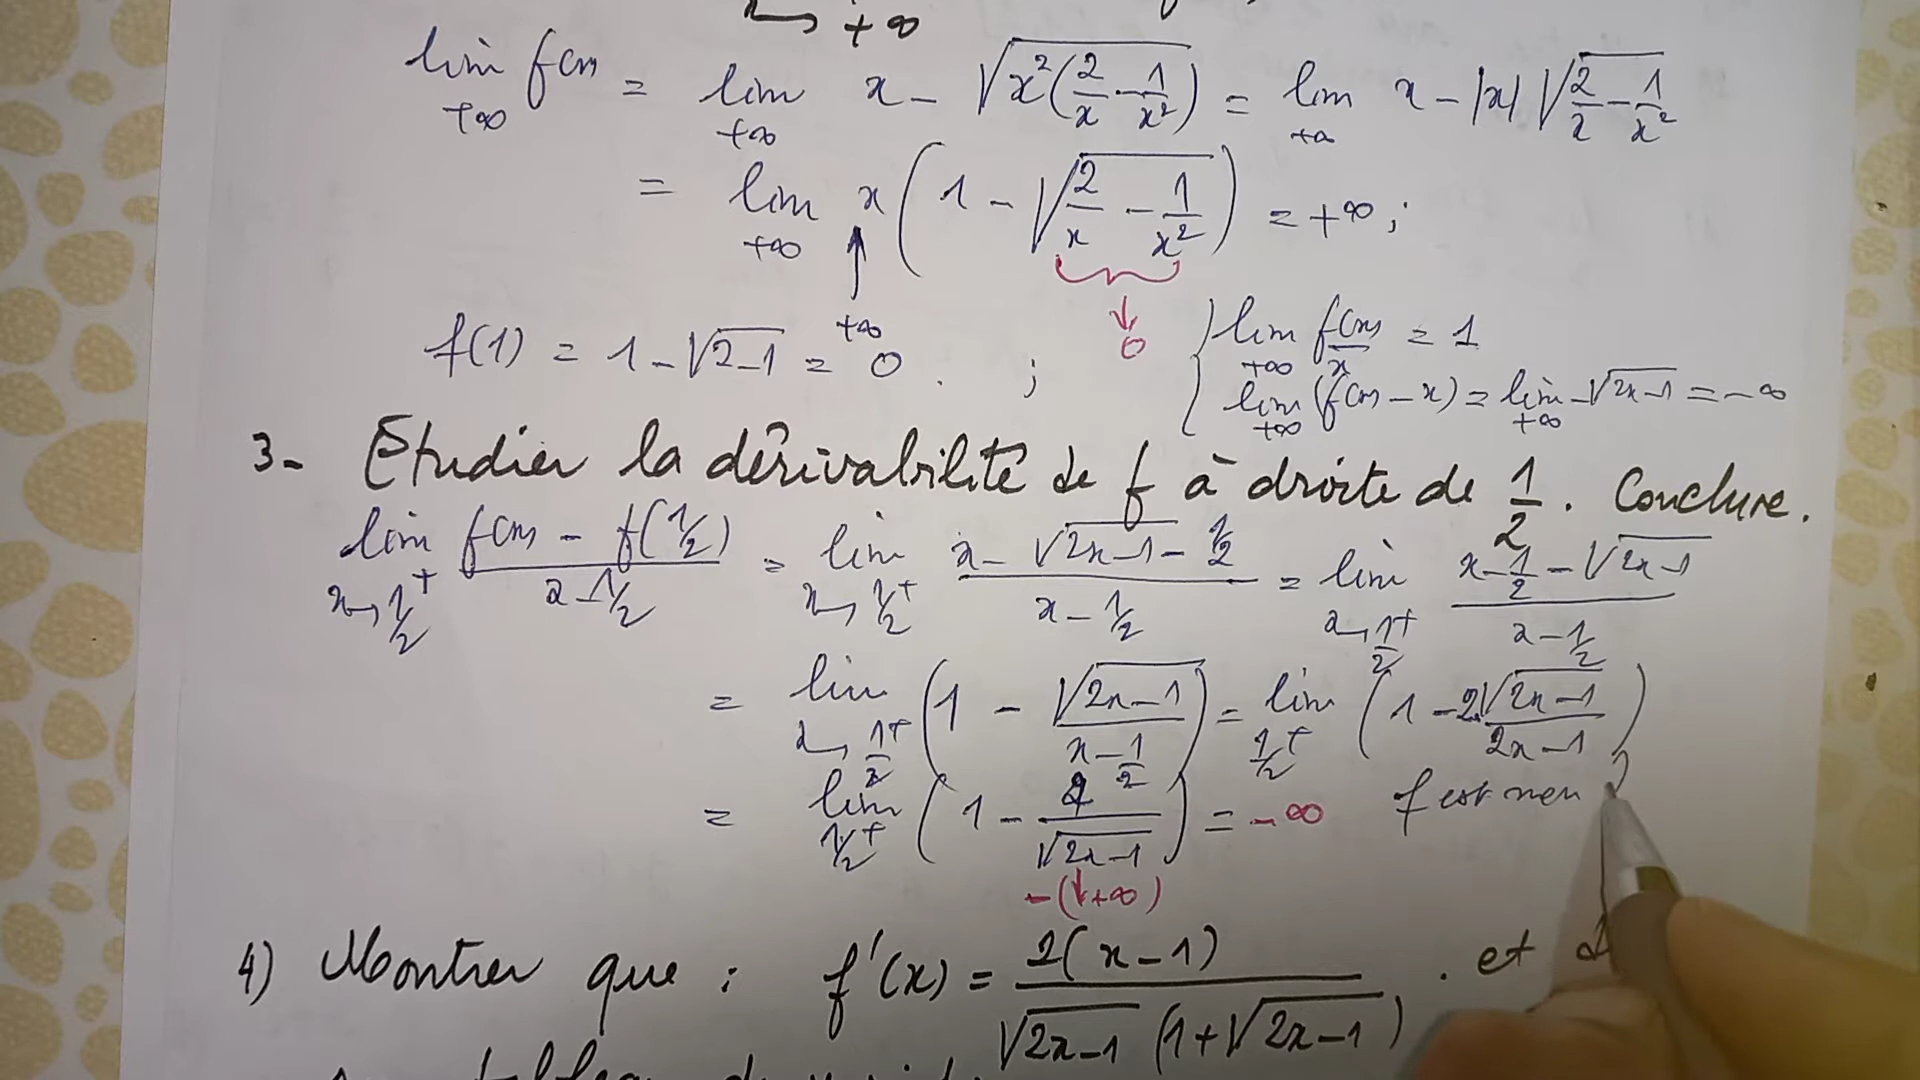 x → +∞
lim f(x) +∞ = lim +∞ x - √(x²(2/x - 1/x²)) = lim +∞ x - |x| √(2/x - 1/x²)
= lim +∞ x (1 - √(2/x - 1/x²)) = +∞ ;
+∞ ↓ 0
f(1) = 1 - √(2-1) = 0 . ;
{ lim +∞ f(x)/x = 1
lim +∞ (f(x) - x) = lim +∞ -√(2x-1) = -∞
3- Etudier la dérivabilité de f à droite de 1/2 . Conclure.
lim x→1/2⁺ (f(x) - f(1/2))/(x - 1/2) = lim x→1/2⁺ (x - √(2x-1) - 1/2)/(x - 1/2) = lim x→1/2⁺ (x - 1/2 - √(2x-1))/(x - 1/2)
= lim x→1/2⁺ (1 - √(2x-1)/(x - 1/2)) = lim 1/2⁺ (1 - 2√(2x-1)/(2x-1))
= lim 1/2⁺ (1 - 2/√(2x-1)) = -∞ f est non
-(↓+∞)
4) Montrer que : f'(x) = 2(x-1)/(√(2x-1) (1+√(2x-1))) . et